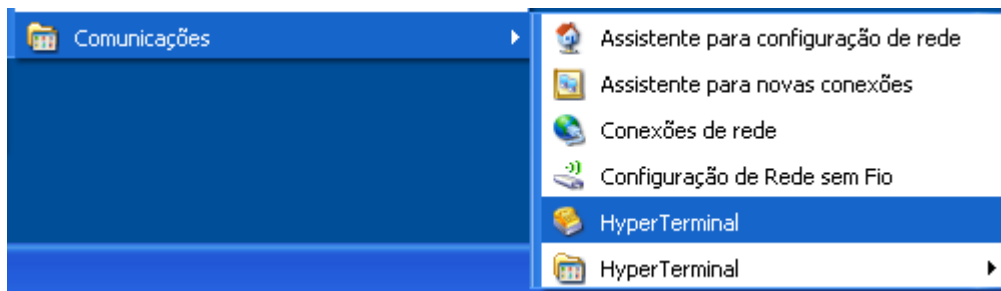 Comunicações
Assistente para configuração de rede
Assistente para novas conexões
Conexões de rede
Configuração de Rede sem Fio
HyperTerminal
HyperTerminal